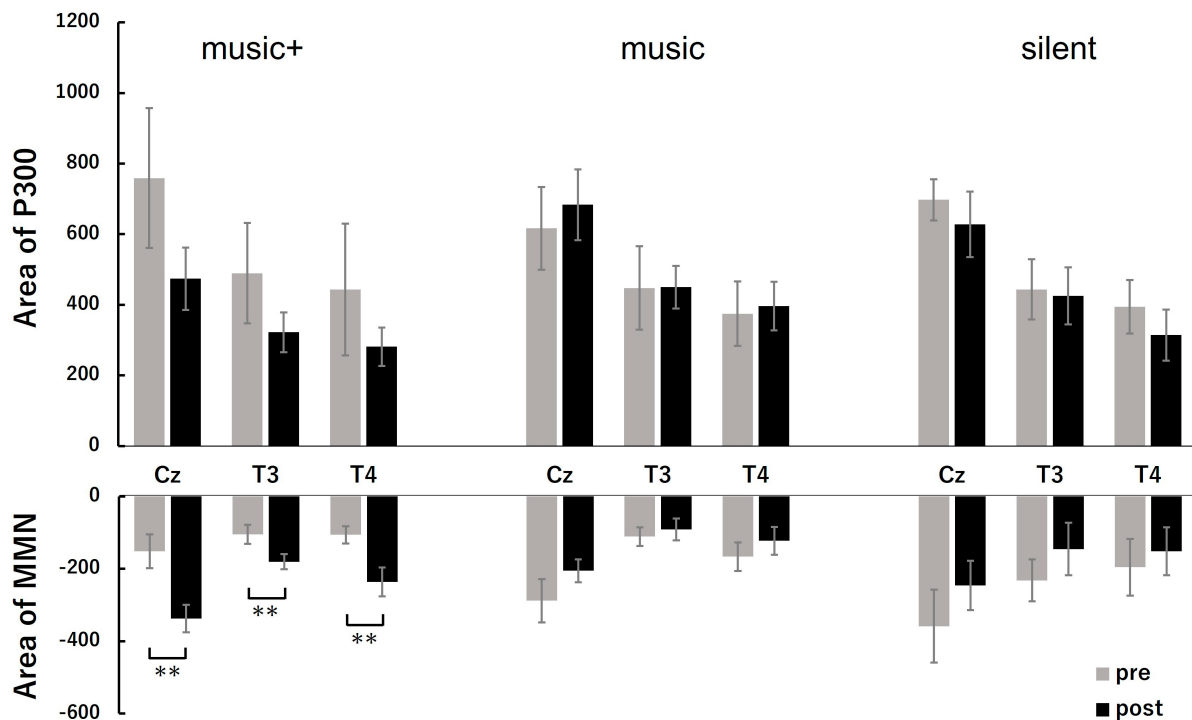 music+ music silent
Area of P300
1200
1000
800
600
400
200
0
Cz T3 T4 Cz T3 T4 Cz T3 T4
Area of MMN
0
-200
-400
-600
** ** **
pre
post